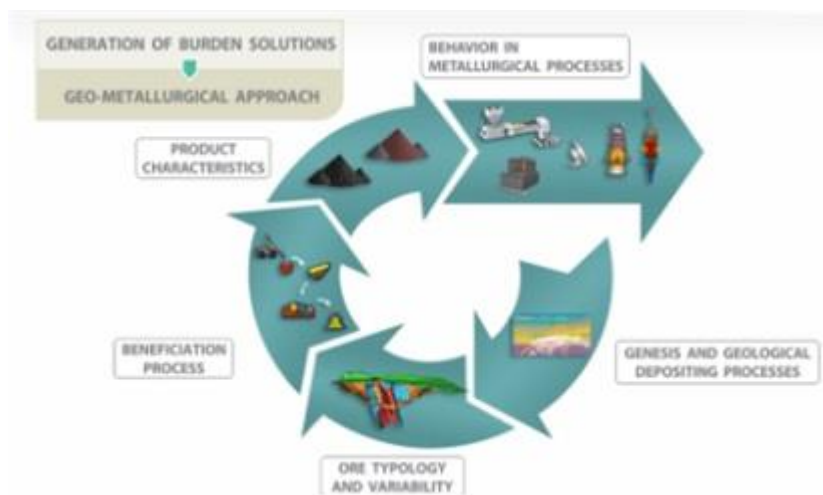 GENERATION OF BURDEN SOLUTIONS
GEO-METALLURGICAL APPROACH
BEHAVIOR IN
METALLURGICAL PROCESSES
PRODUCT
CHARACTERISTICS
BENEFICIATION
PROCESS
GENESIS AND GEOLOGICAL
DEPOSITING PROCESSES
ORE TYPOLOGY
AND VARIABILITY